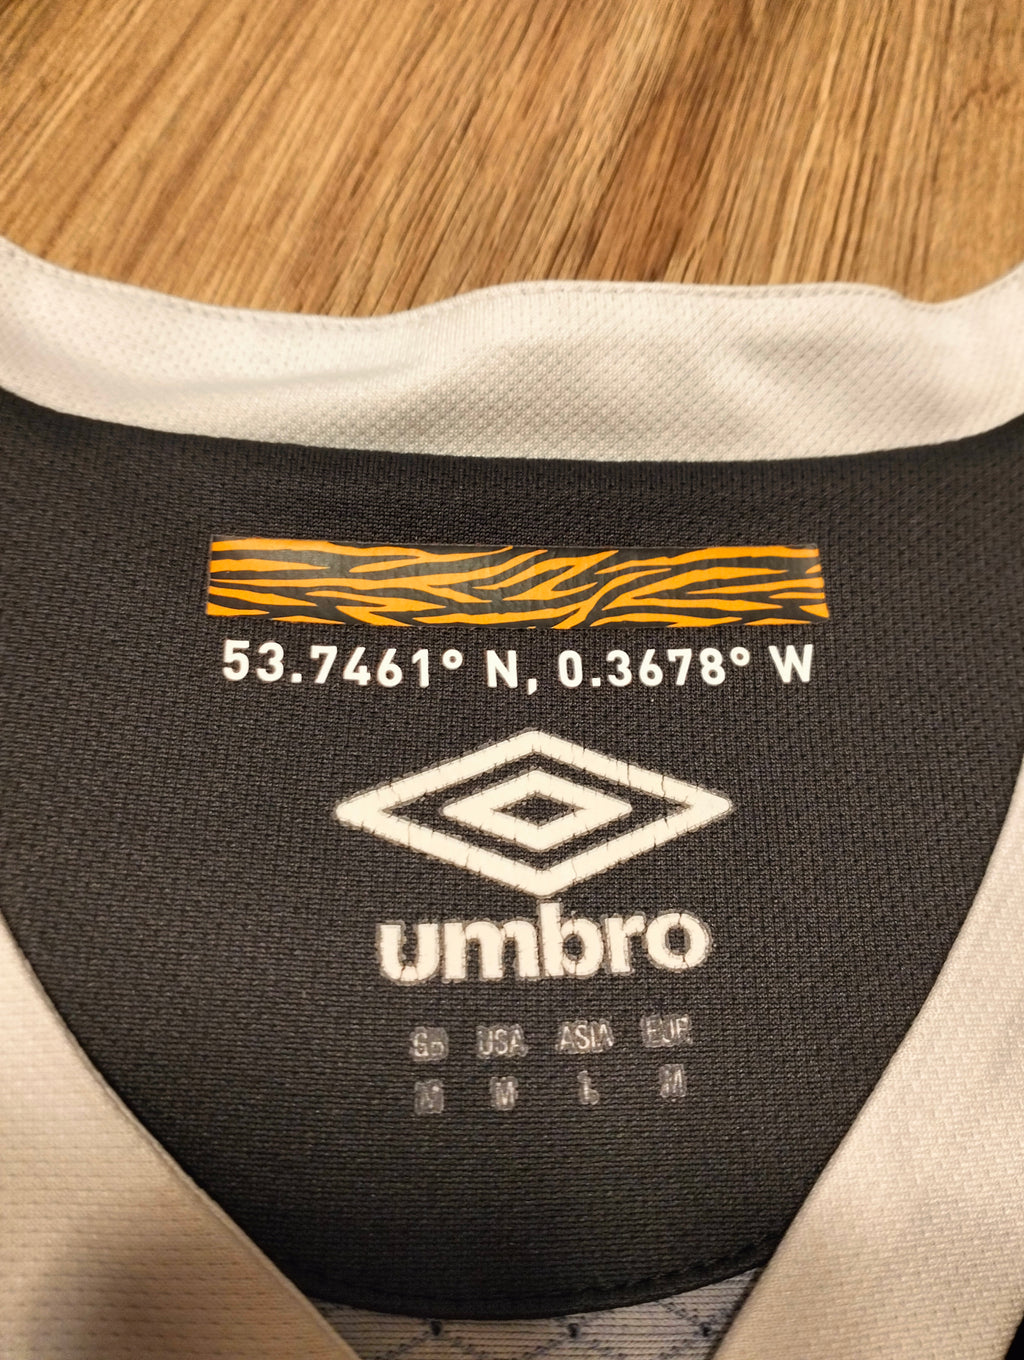 53.7461° N, 0.3678° W
umbro
GB USA ASIA EUR
M M L M